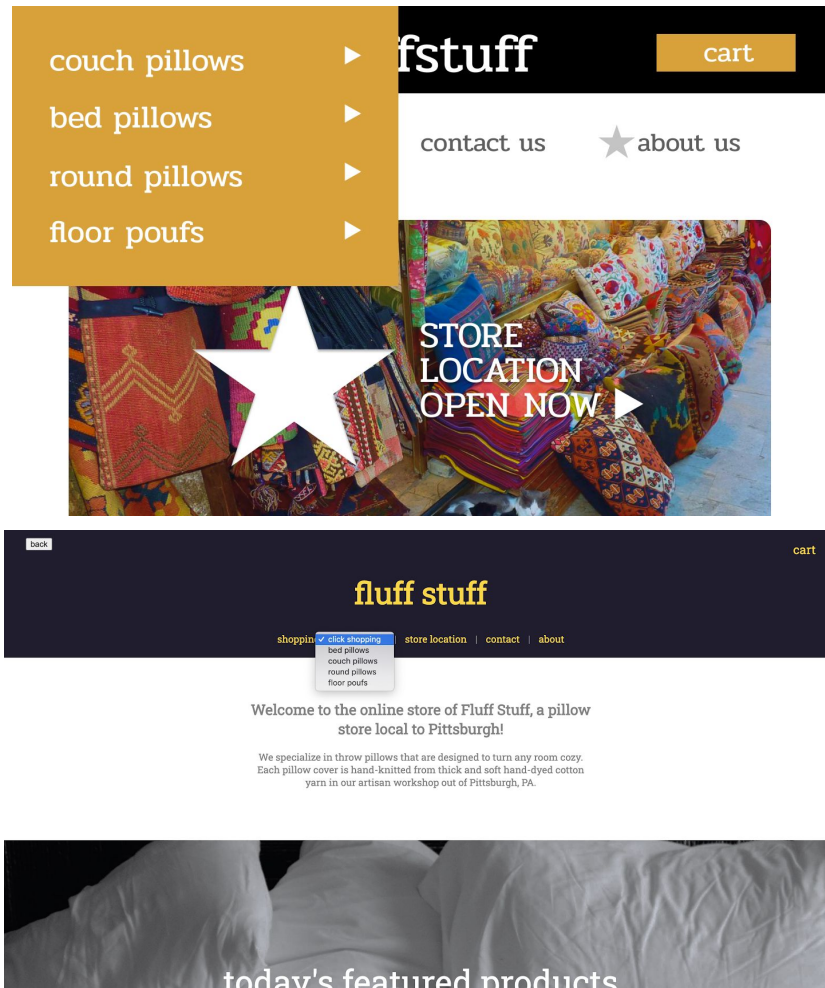 couch pillows
fstuff
cart
bed pillows
contact us
about us
round pillows
floor poufs
STORE
LOCATION
OPEN NOW
back
cart
fluff stuff
shoppin
click shopping
store location | contact | about
bed pillows
couch pillows
round pillows
floor poufs
Welcome to the online store of Fluff Stuff, a pillow
store local to Pittsburgh!
We specialize in throw pillows that are designed to turn any room cozy.
Each pillow cover is hand-knitted from thick and soft hand-dyed cotton
yarn in our artisan workshop out of Pittsburgh, PA.
today's featured products